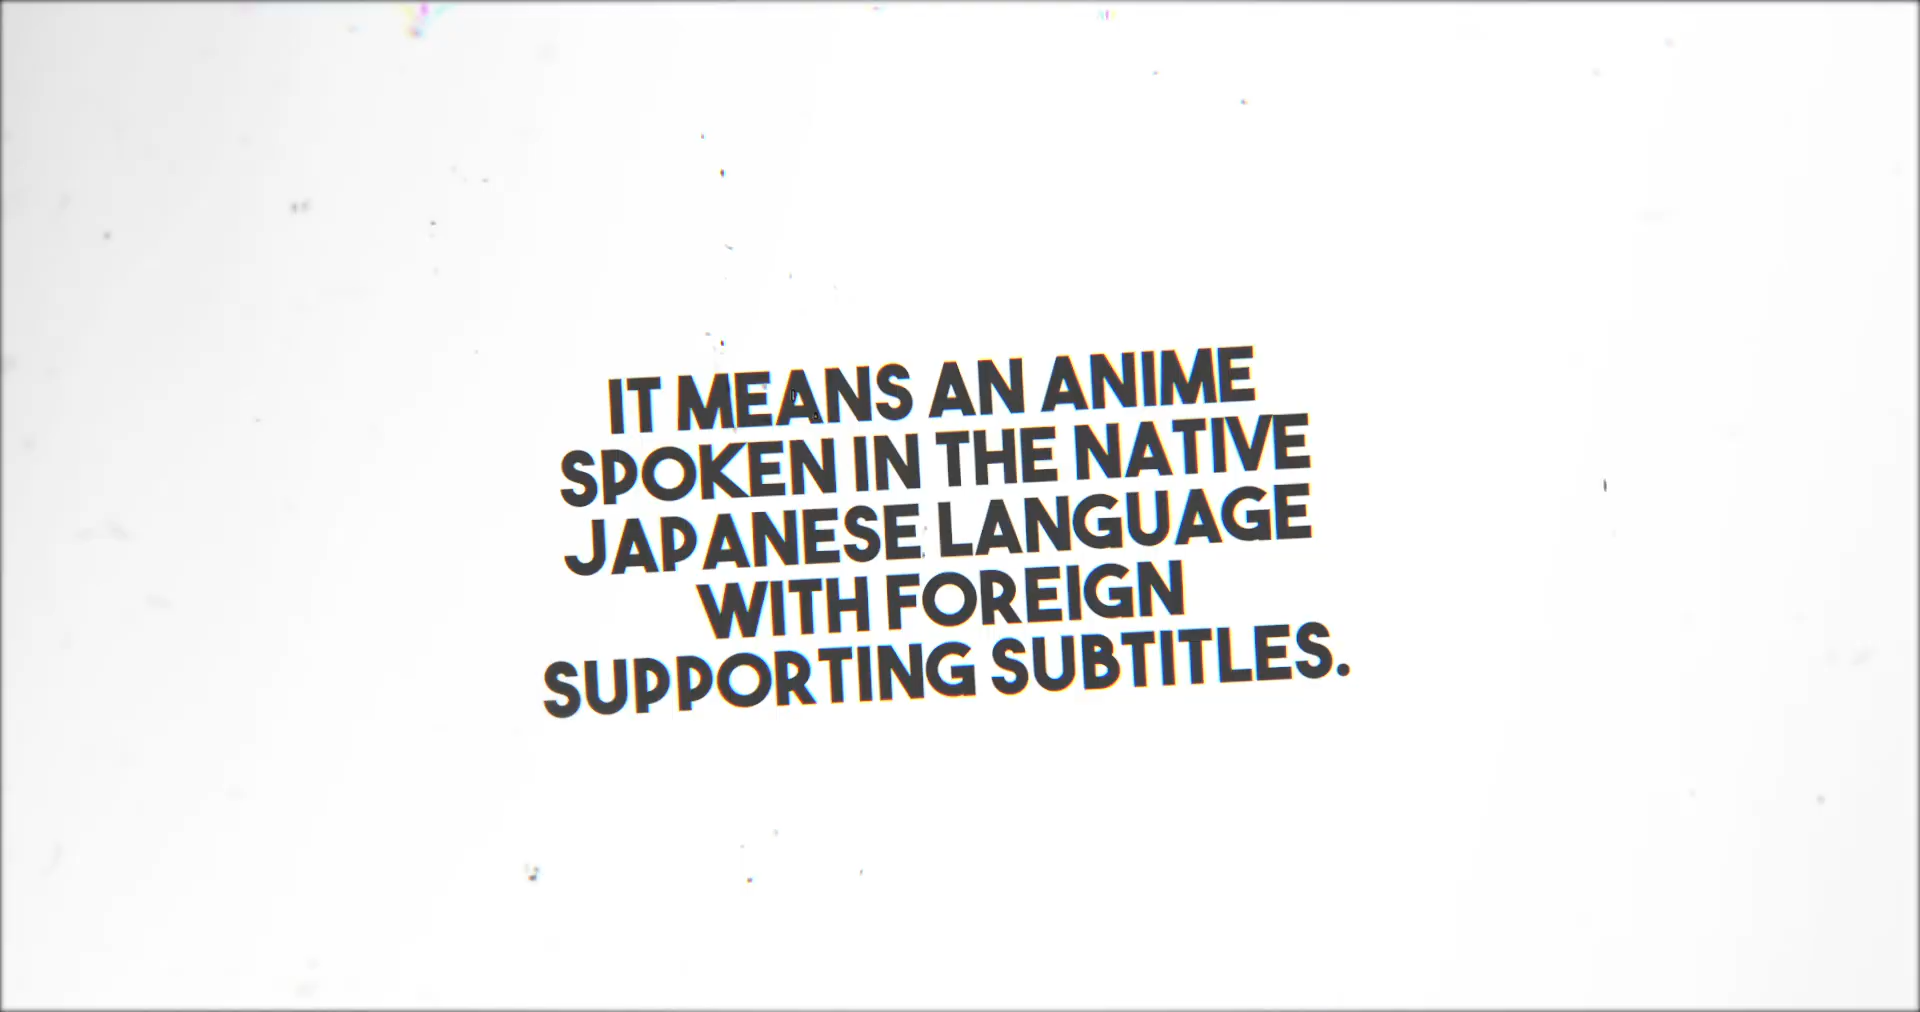 IT MEANS AN ANIME
SPOKEN IN THE NATIVE
JAPANESE LANGUAGE
WITH FOREIGN
SUPPORTING SUBTITLES.